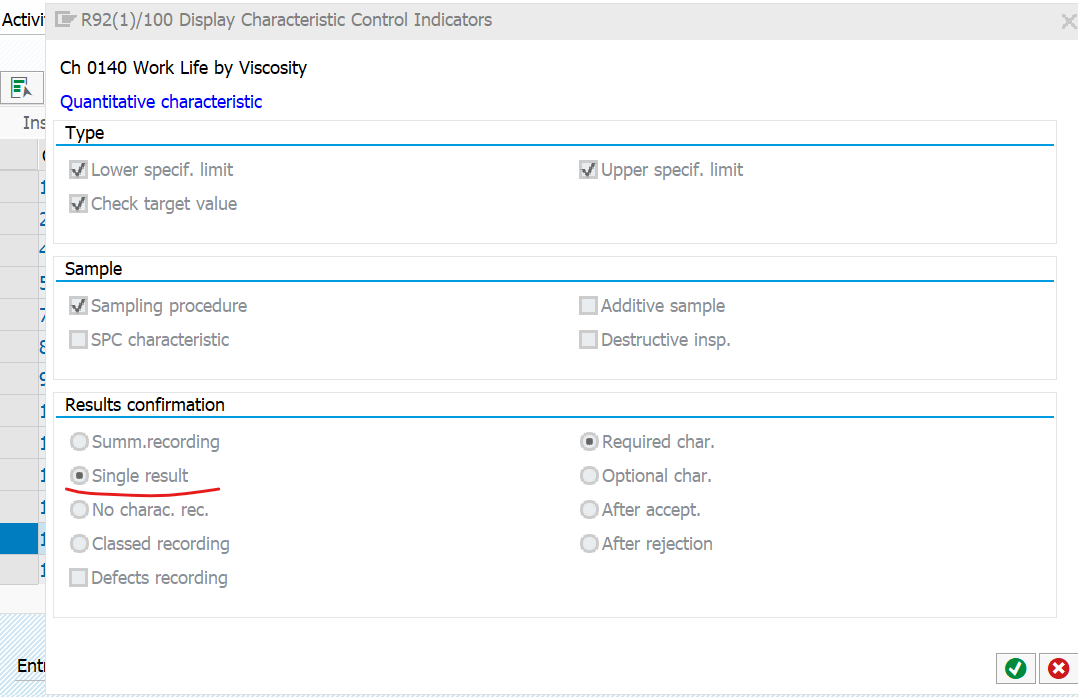 Activi
R92(1)/100 Display Characteristic Control Indicators
Ch 0140 Work Life by Viscosity
Quantitative characteristic
Ins
Type
Lower specif. limit
Upper specif. limit
Check target value
Sample
Sampling procedure
Additive sample
SPC characteristic
Destructive insp.
Results confirmation
Summ.recording
Required char.
Single result
Optional char.
No charac. rec.
After accept.
Classed recording
After rejection
Defects recording
Entr